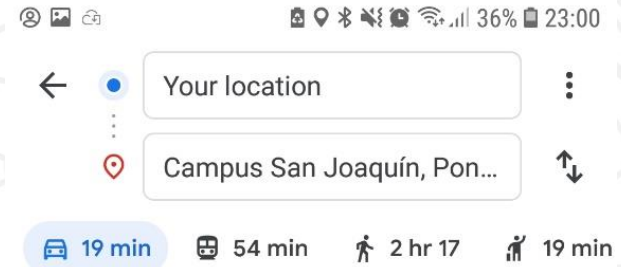 36% 23:00
Your location
Campus San Joaquín, Pon...
19 min 54 min 2 hr 17 19 min